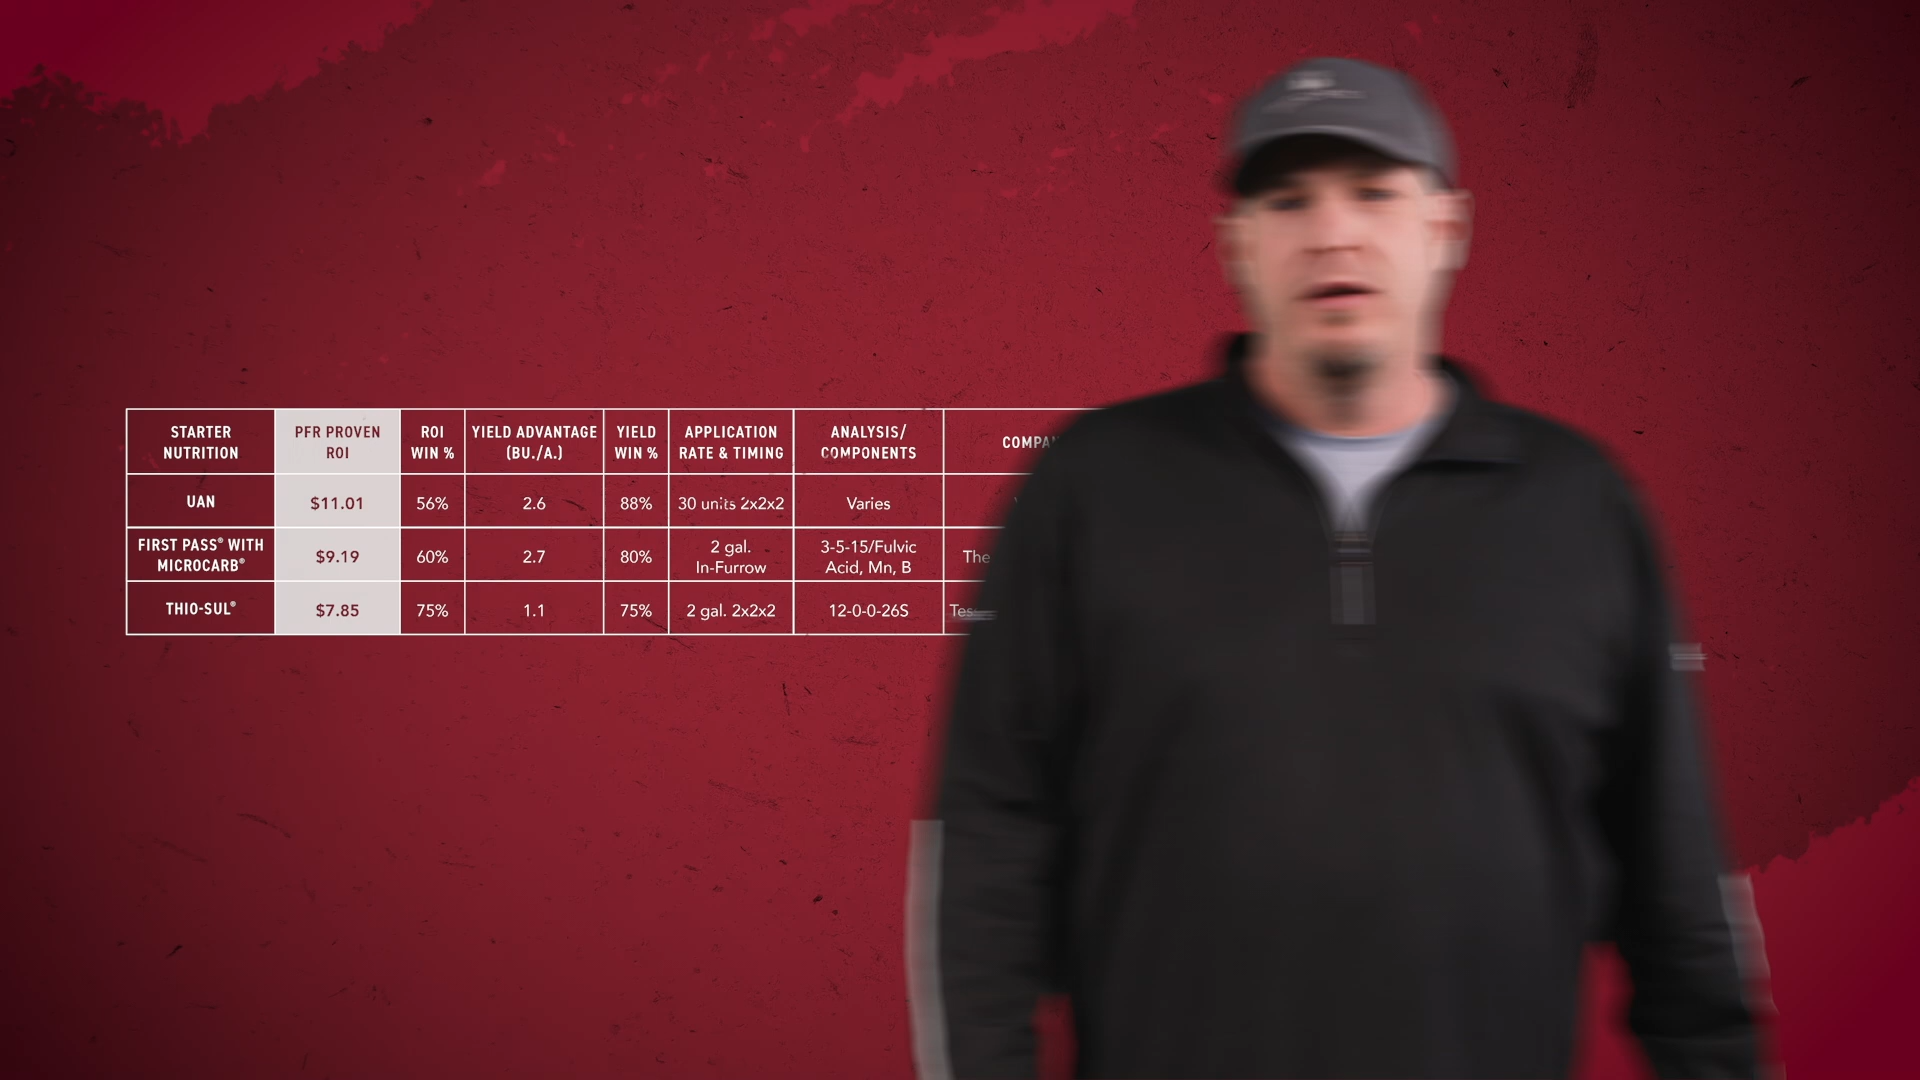 STARTER NUTRITION PFR PROVEN ROI ROI WIN % YIELD ADVANTAGE (BU./A.) YIELD WIN % APPLICATION RATE & TIMING ANALYSIS/ COMPONENTS
UAN $11.01 56% 2.6 88% 30 units 2x2x2 Varies
FIRST PASS® WITH MICROCARB® $9.19 60% 2.7 80% 2 gal. In-Furrow 3-5-15/Fulvic Acid, Mn, B The
THIO-SUL® $7.85 75% 1.1 75% 2 gal. 2x2x2 12-0-0-26S